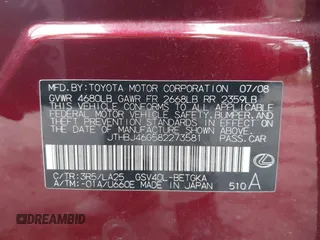 MFD.BY:TOYOTA MOTOR CORPORATION 07/08
GVWR 4680LB GAWR FR 2668LB RR 2359LB
THIS VEHICLE CONFORMS TO ALL APPLICABLE
FEDERAL MOTOR VEHICLE SAFETY, BUMPER, AND
THEFT PREVENTION STANDARDS IN EFFECT ON
THE DATE OF MANUFACTURE SHOWN ABOVE.
JTHBJ46G582273581
PASS. CAR
C/TR:3R5/LA25 GSV40L-BETGKA
A/TM:-01A/U66CE MADE IN JAPAN 510 A
DREAMBID